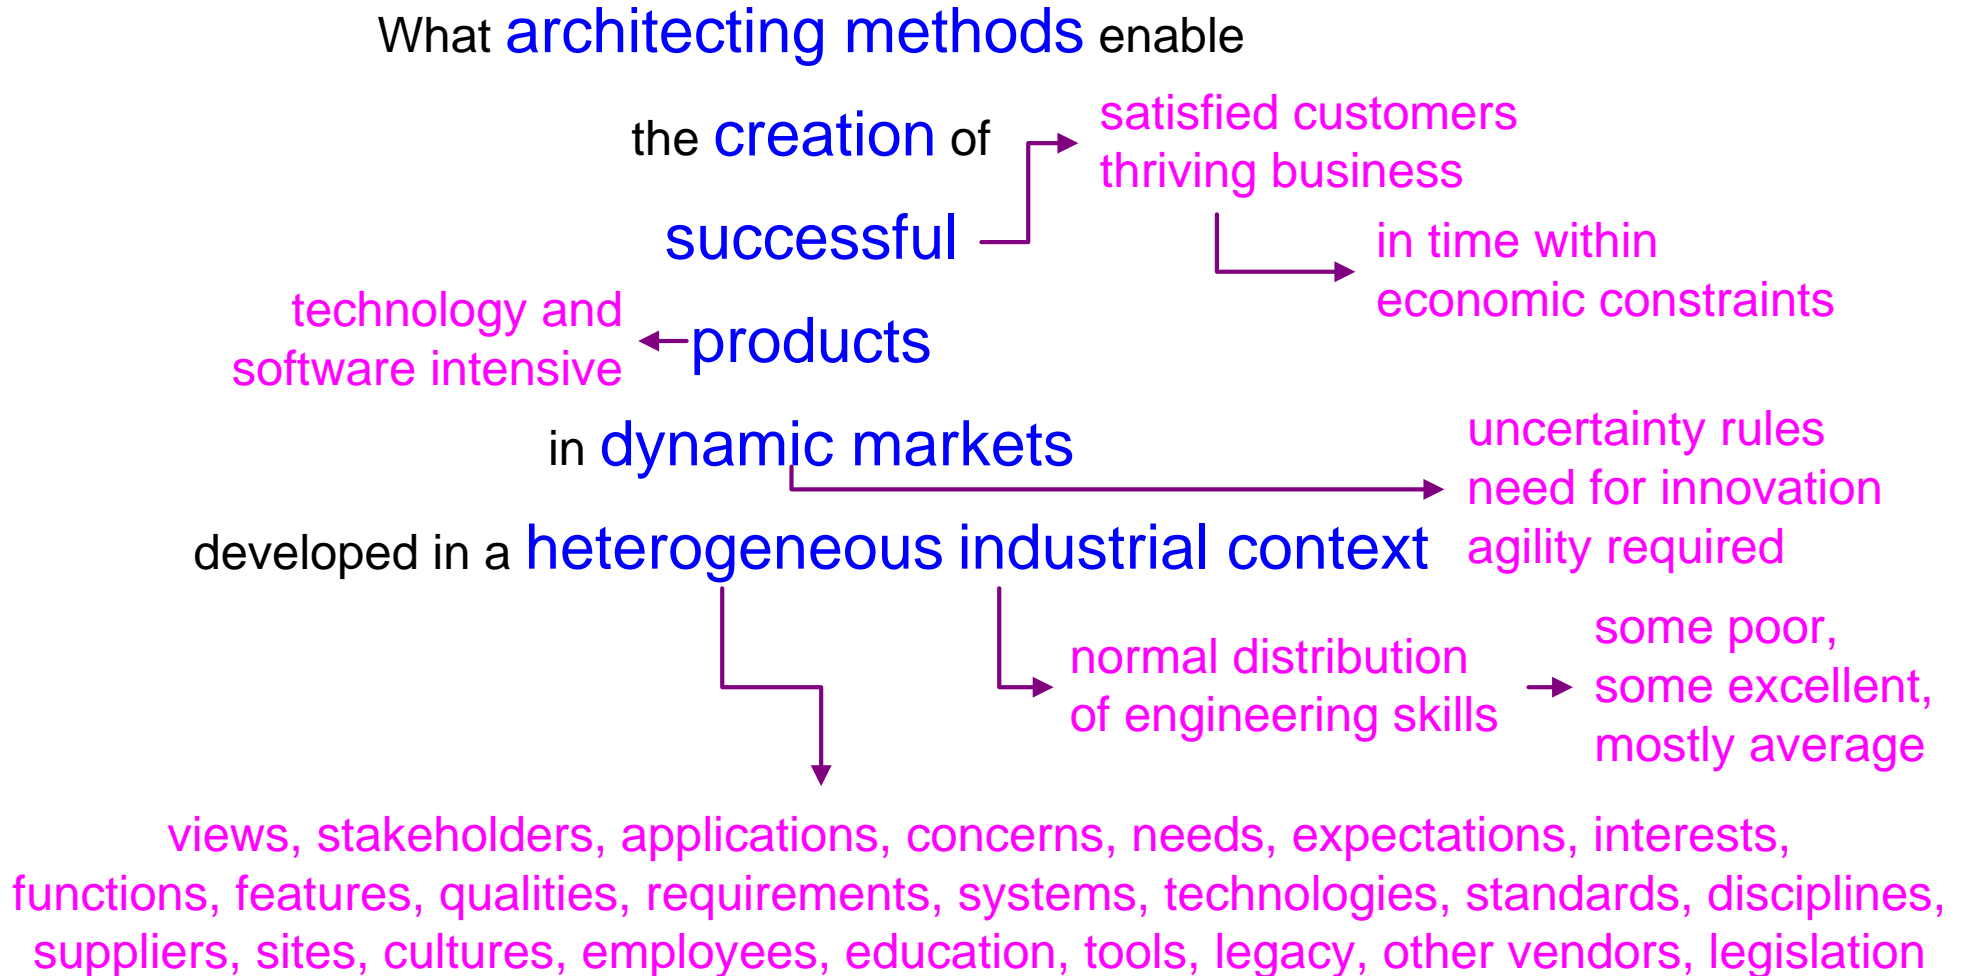 What architecting methods enable
the creation of
satisfied customers
thriving business
successful
in time within
economic constraints
technology and
software intensive
products
in dynamic markets
uncertainty rules
need for innovation
agility required
developed in a heterogeneous industrial context
normal distribution
of engineering skills
some poor,
some excellent,
mostly average
views, stakeholders, applications, concerns, needs, expectations, interests,
functions, features, qualities, requirements, systems, technologies, standards, disciplines,
suppliers, sites, cultures, employees, education, tools, legacy, other vendors, legislation